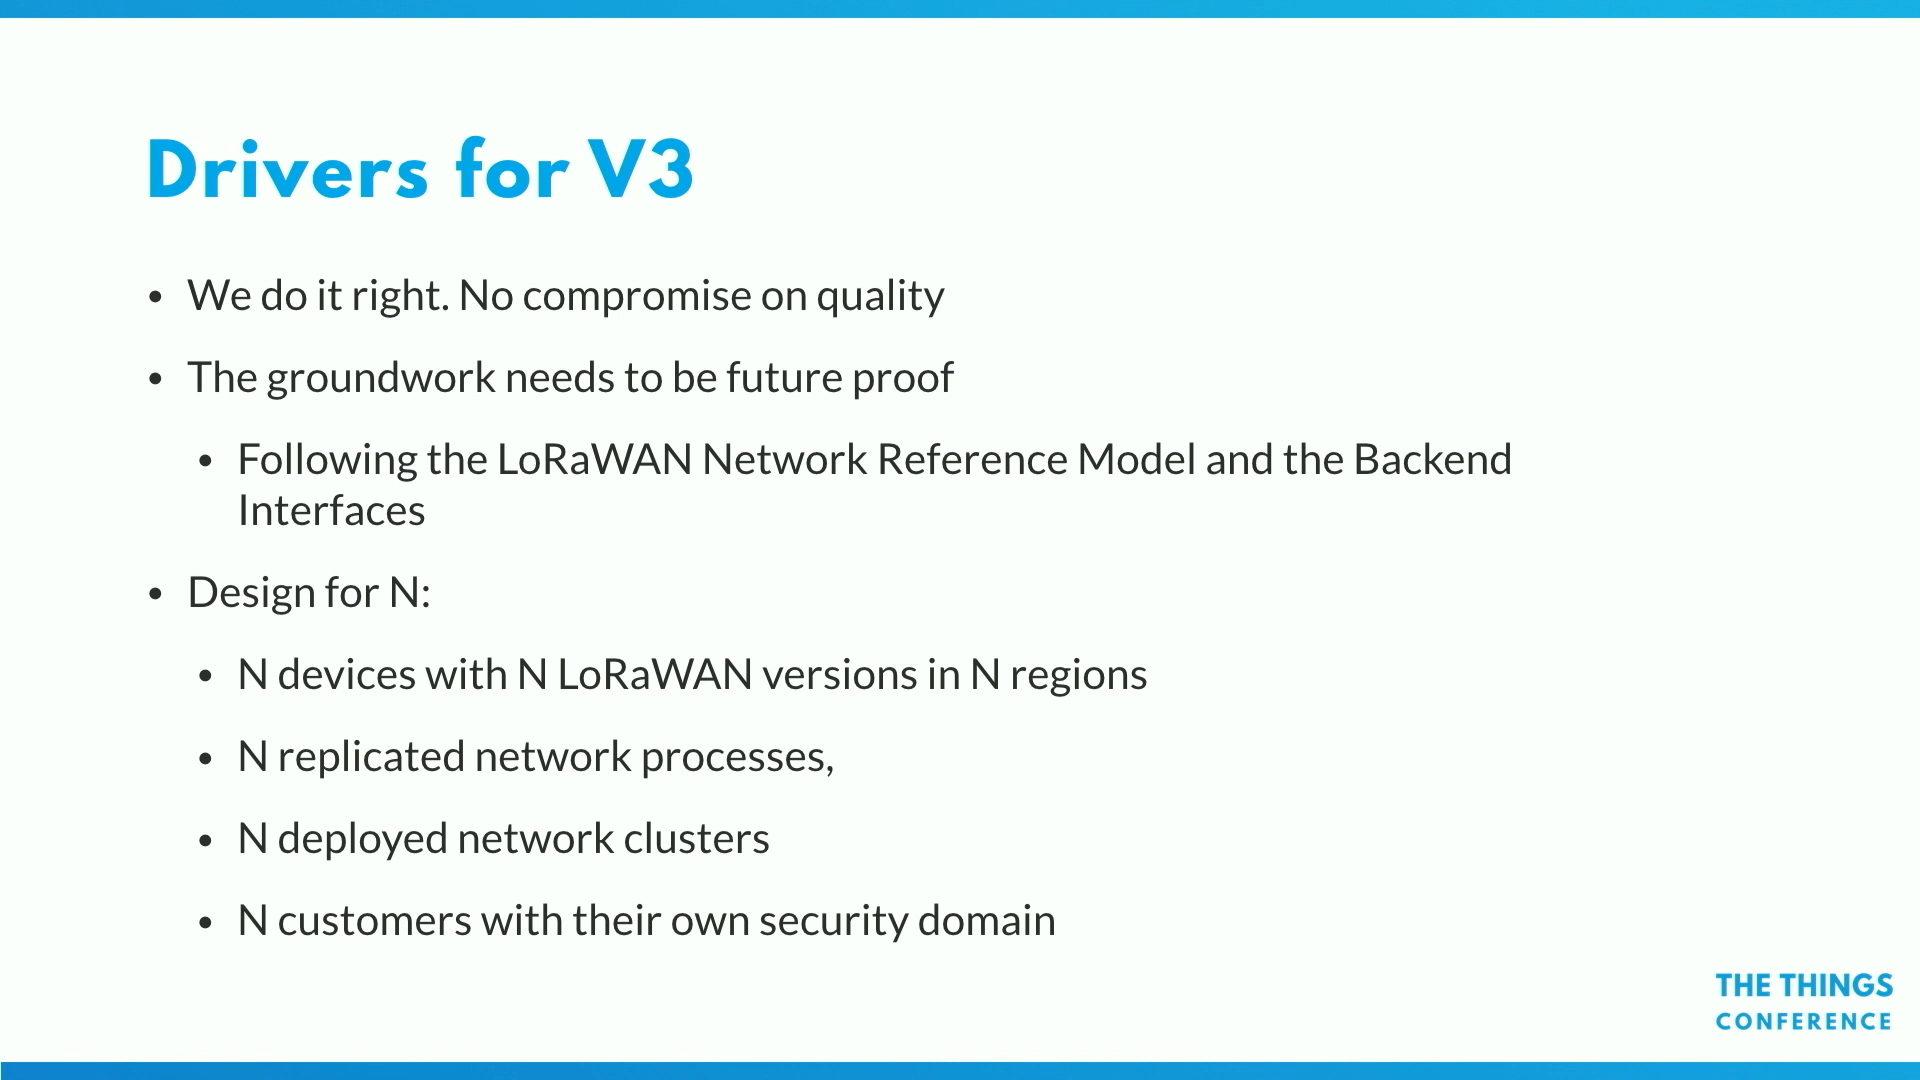 Drivers for V3
• We do it right. No compromise on quality
• The groundwork needs to be future proof
• Following the LoRaWAN Network Reference Model and the Backend
Interfaces
• Design for N:
• N devices with N LoRaWAN versions in N regions
• N replicated network processes,
• N deployed network clusters
• N customers with their own security domain
THE THINGS
CONFERENCE